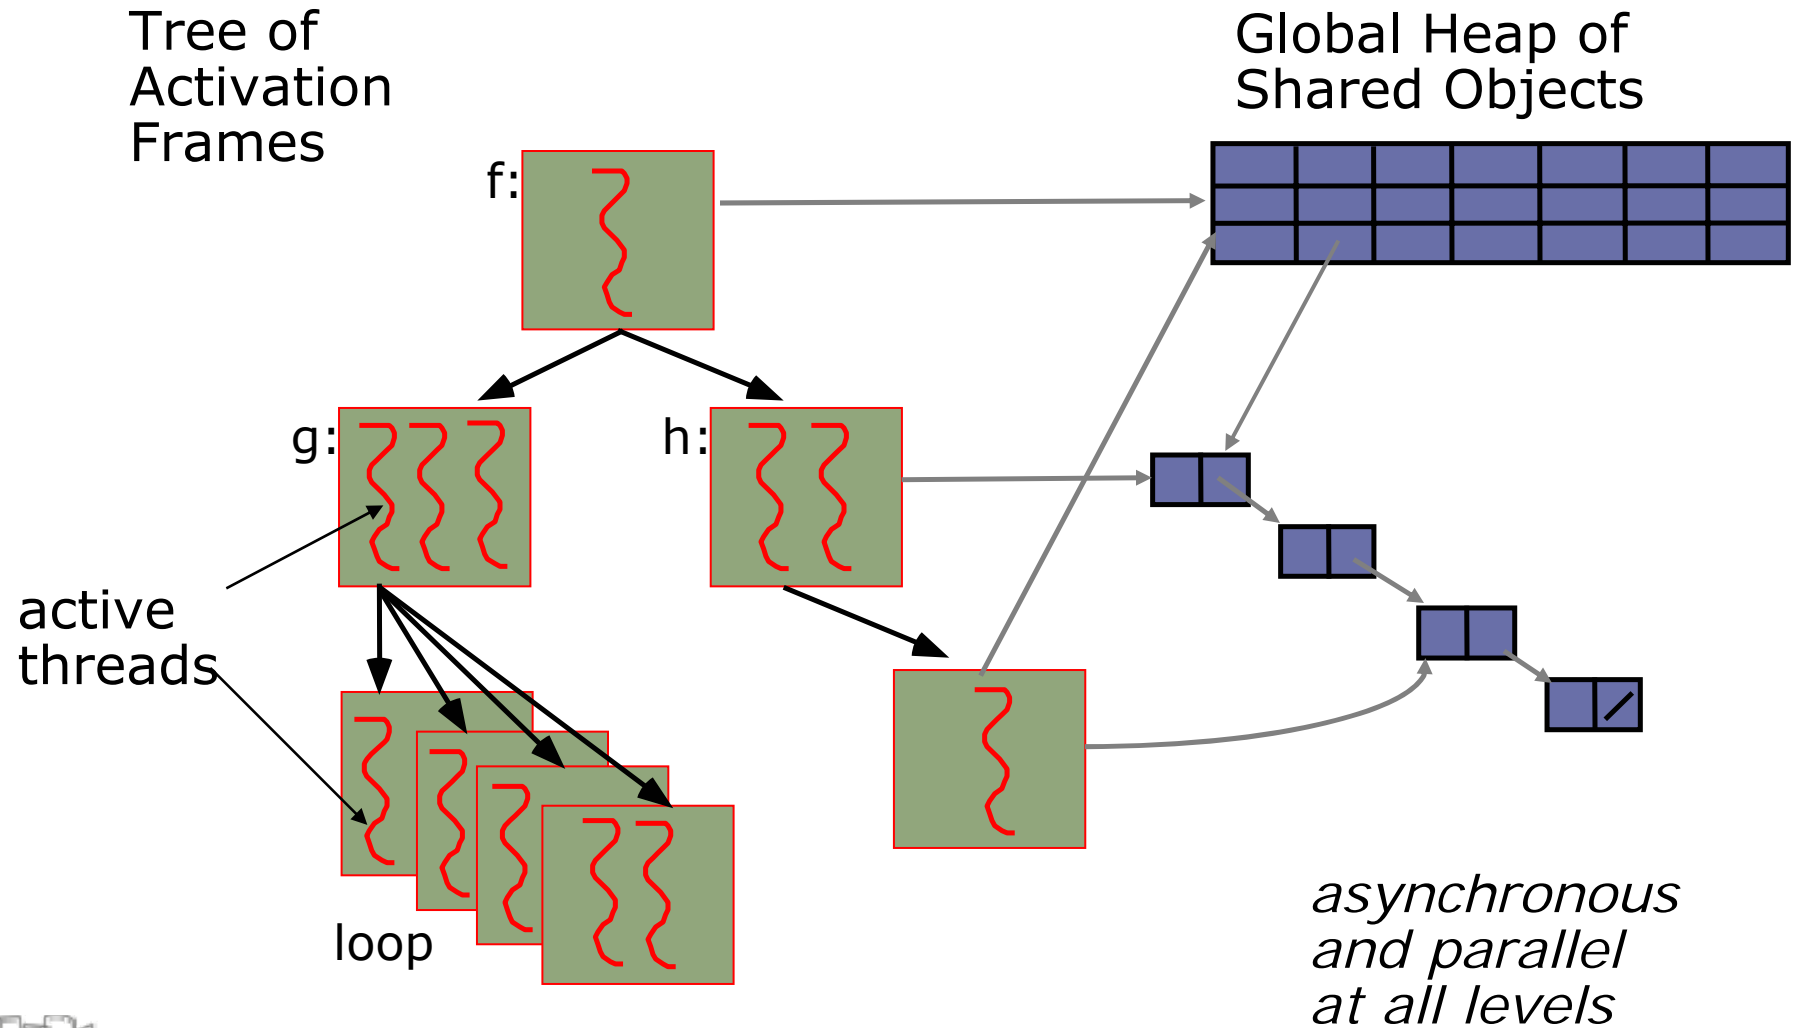 Tree of
Activation
Frames
Global Heap of
Shared Objects
f:
g:
h:
active
threads
loop
asynchronous
and parallel
at all levels